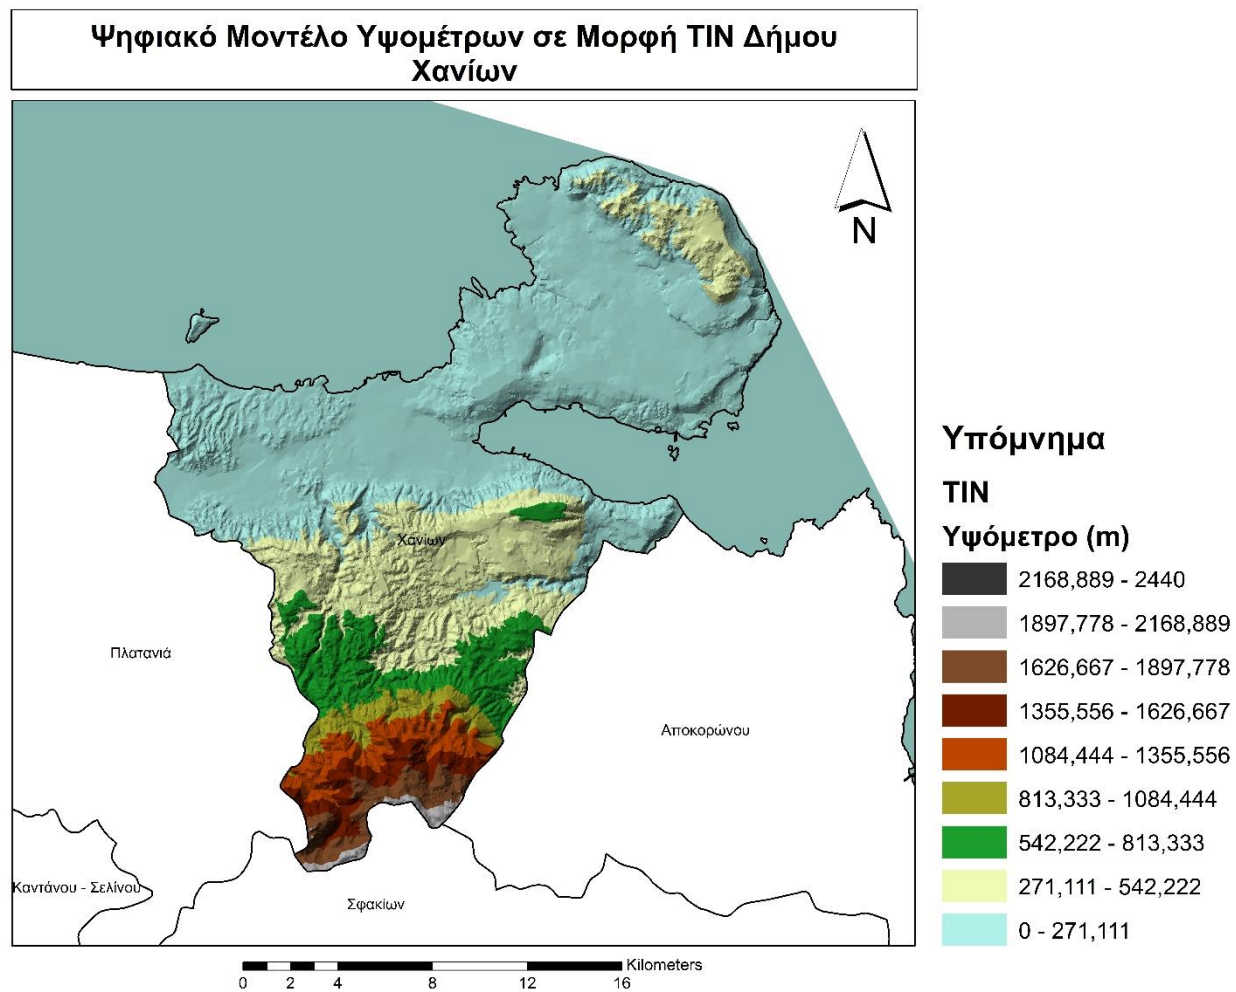 Ψηφιακό Μοντέλο Υψομέτρων σε Μορφή TIN Δήμου
Χανίων
N
Χανίων
Πλατανιά
Αποκορώνου
Καντάνου - Σελίνου
Σφακίων
Υπόμνημα
TIN
Υψόμετρο (m)
2168,889 - 2440
1897,778 - 2168,889
1626,667 - 1897,778
1355,556 - 1626,667
1084,444 - 1355,556
813,333 - 1084,444
542,222 - 813,333
271,111 - 542,222
0 - 271,111
Kilometers
0 2 4 8 12 16